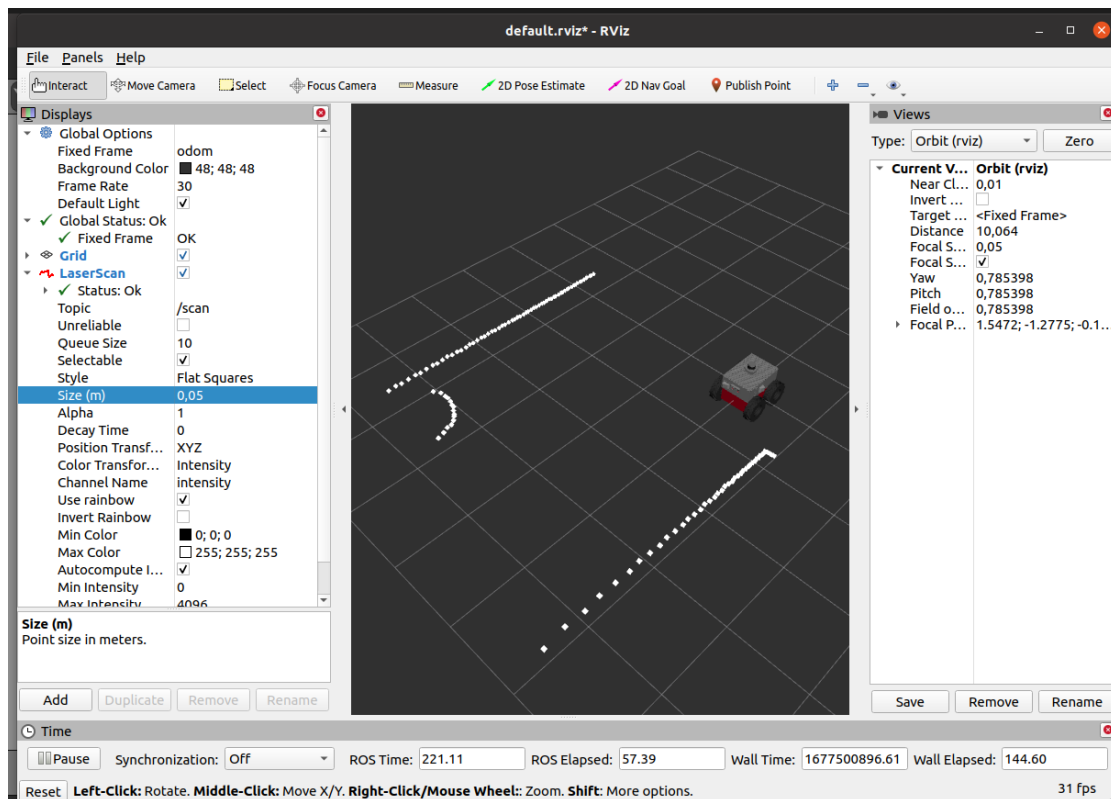 default.rviz* - RViz
File Panels Help
Interact Move Camera Select Focus Camera Measure 2D Pose Estimate 2D Nav Goal Publish Point
Displays
Global Options
Fixed Frame odom
Background Color 48; 48; 48
Frame Rate 30
Default Light
Global Status: Ok
Fixed Frame OK
Grid
LaserScan
Status: Ok
Topic /scan
Unreliable
Queue Size 10
Selectable
Style Flat Squares
Size (m) 0,05
Alpha 1
Decay Time 0
Position Transf... XYZ
Color Transfor... Intensity
Channel Name intensity
Use rainbow
Invert Rainbow
Min Color 0; 0; 0
Max Color 255; 255; 255
Autocompute I...
Min Intensity 0
Max Intensity 4096
Size (m)
Point size in meters.
Add Duplicate Remove Rename
Views
Type: Orbit (rviz) Zero
Current V... Orbit (rviz)
Near Cl... 0,01
Invert ...
Target ... <Fixed Frame>
Distance 10,064
Focal S... 0,05
Focal S...
Yaw 0,785398
Pitch 0,785398
Field o... 0,785398
Focal P... 1.5472; -1.2775; -0.1...
Save Remove Rename
Time
Pause Synchronization: Off ROS Time: 221.11 ROS Elapsed: 57.39 Wall Time: 1677500896.61 Wall Elapsed: 144.60
Reset Left-Click: Rotate. Middle-Click: Move X/Y. Right-Click/Mouse Wheel:: Zoom. Shift: More options. 31 fps